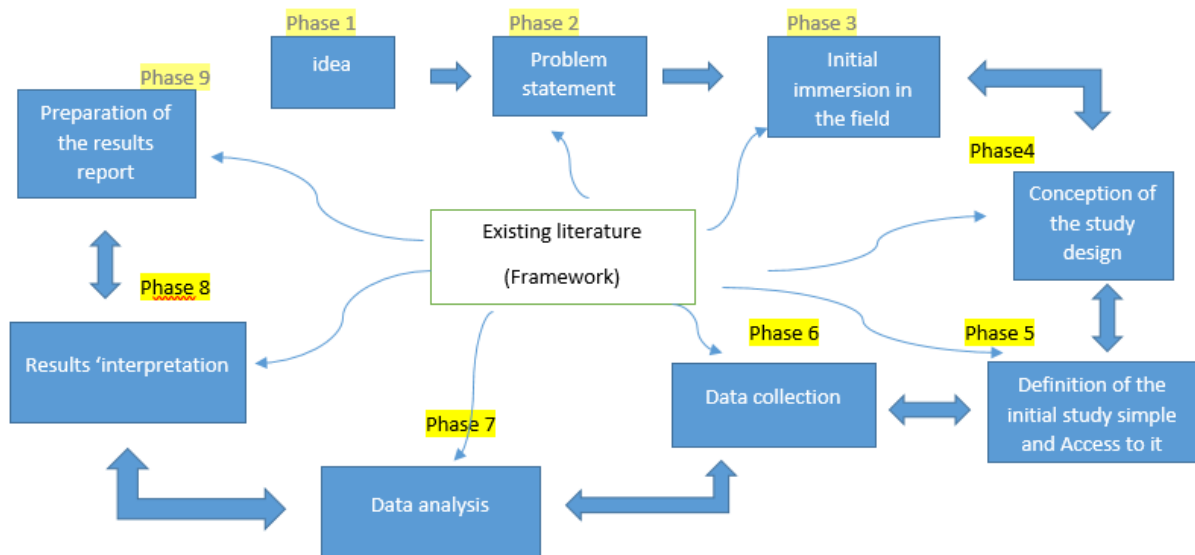 Phase 1
idea
Phase 2
Problem
statement
Phase 3
Initial
immersion in
the field
Phase4
Conception of
the study
design
Phase 5
Definition of the
initial study simple
and Access to it
Phase 6
Data collection
Phase 7
Data analysis
Phase 8
Results ‘interpretation
Phase 9
Preparation of
the results
report
Existing literature
(Framework)